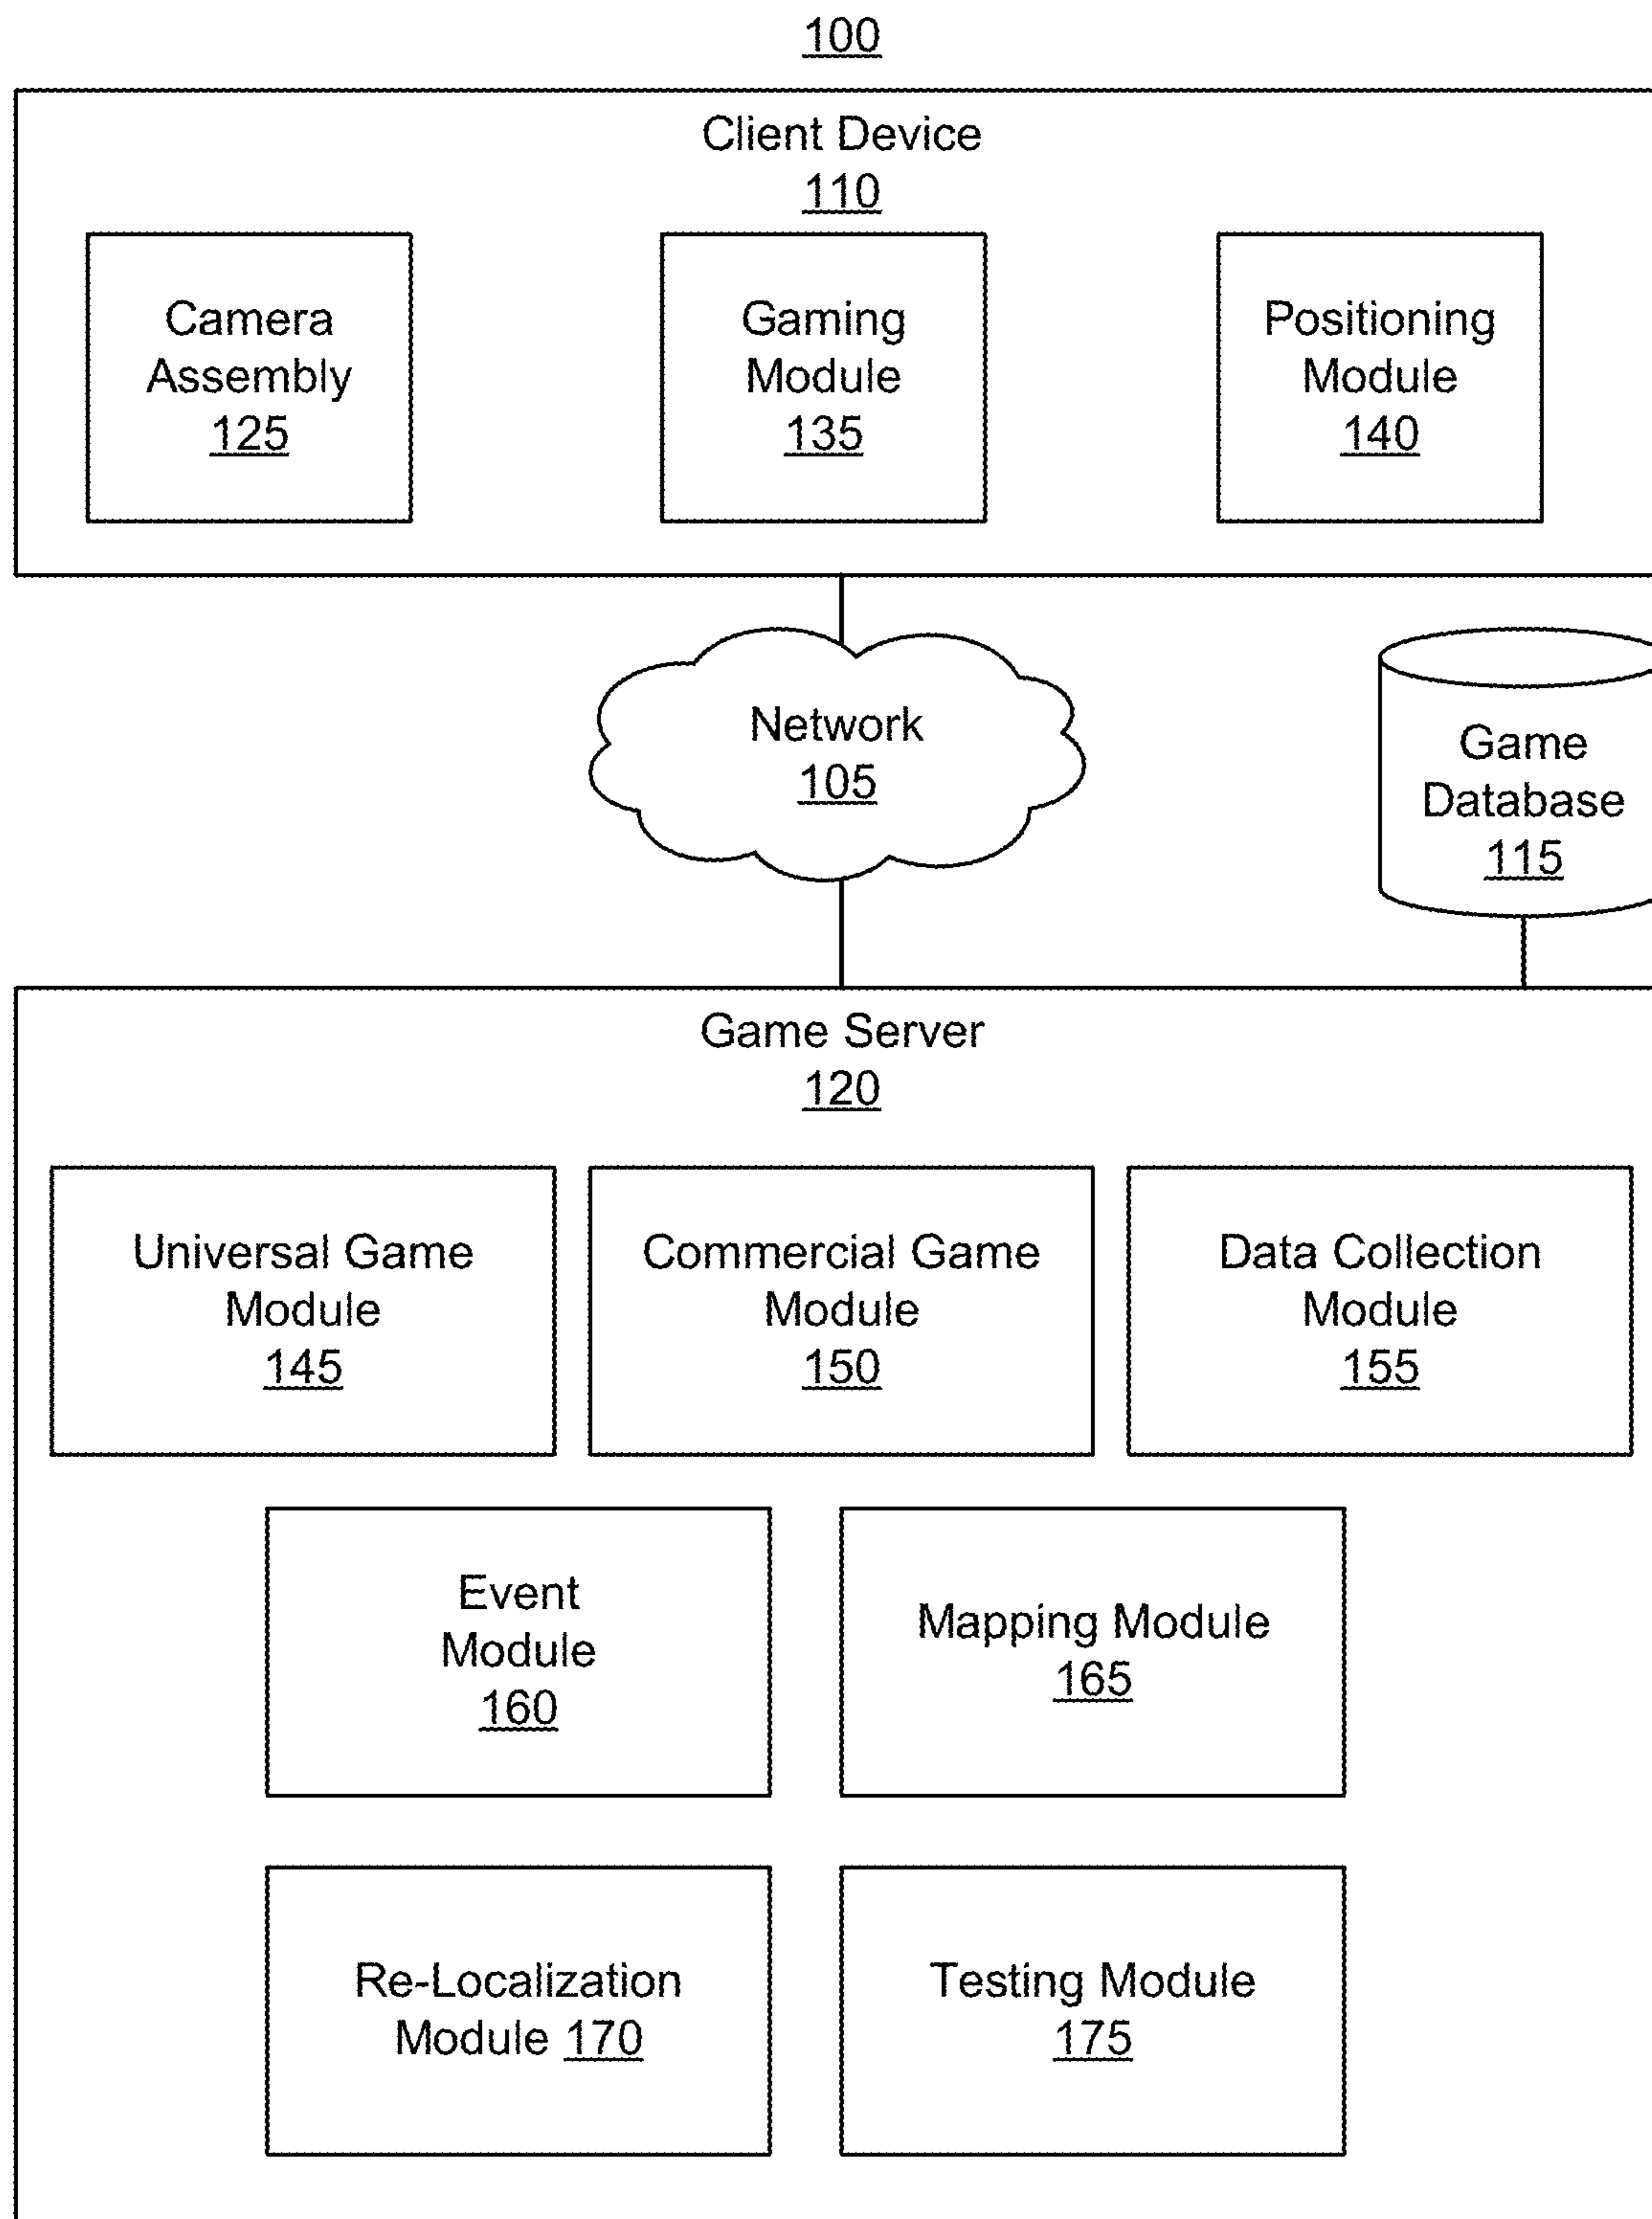 100
Client Device
110
Camera
Assembly
125
Gaming
Module
135
Positioning
Module
140
Network
105
Game
Database
115
Game Server
120
Universal Game
Module
145
Commercial Game
Module
150
Data Collection
Module
155
Event
Module
160
Mapping Module
165
Re-Localization
Module 170
Testing Module
175